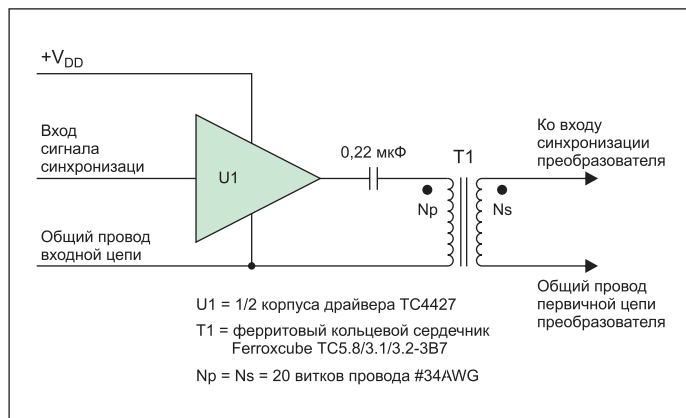 +VDD
Вход
сигнала
синхронизаци
U1
0,22 мкФ
T1
Np
Ns
Ко входу
синхронизации
преобразователя
Общий провод
входной цепи
Общий провод
первичной цепи
преобразователя
U1 = 1/2 корпуса драйвера TC4427
T1 = ферритовый кольцевой сердечник
Ferroxcube TC5.8/3.1/3.2-3B7
Np = Ns = 20 витков провода #34AWG